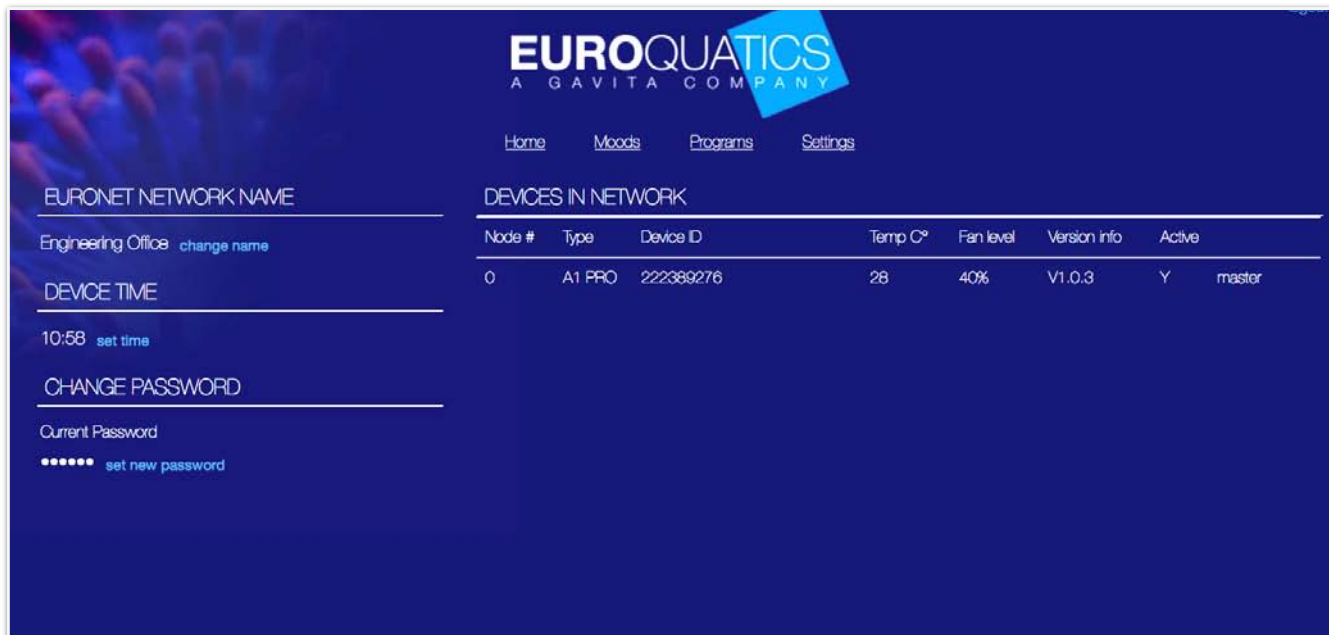 EUROQUATICS
A GAVITA COMPANY
Home Moods Programs Settings
EURONET NETWORK NAME
Engineering Office change name
DEVICE TIME
10:58 set time
CHANGE PASSWORD
Current Password
•••••• set new password
DEVICES IN NETWORK
Node # Type Device ID Temp C° Fan level Version info Active
0 A1 PRO 222389276 28 40% V1.0.3 Y master